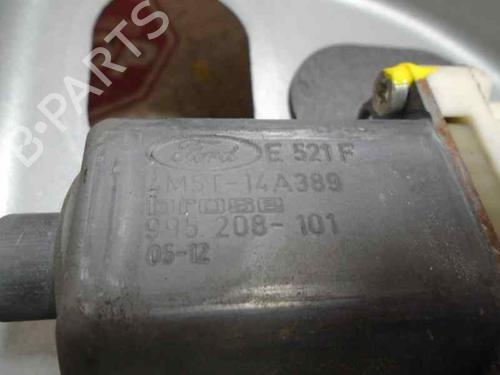 Ford E 521 F
4M5T-14A389
brose
995 208-101
05-12
B-PARTS